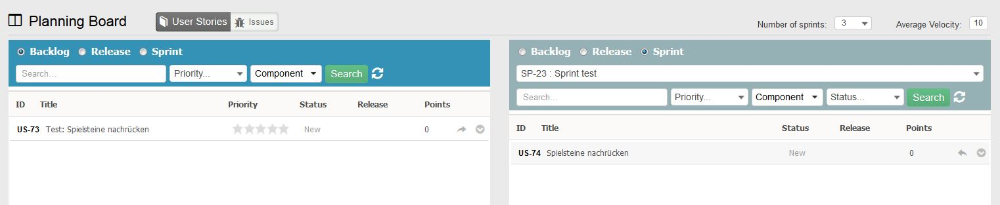 Planning Board User Stories Issues Number of sprints: 3 Average Velocity: 10
Backlog Release Sprint
Search... Priority... Component Search
ID Title Priority Status Release Points
US-73 Test: Spielsteine nachrücken New 0
Backlog Release Sprint
SP-23 : Sprint test
Search... Priority... Component Status... Search
ID Title Status Release Points
US-74 Spielsteine nachrücken New 0